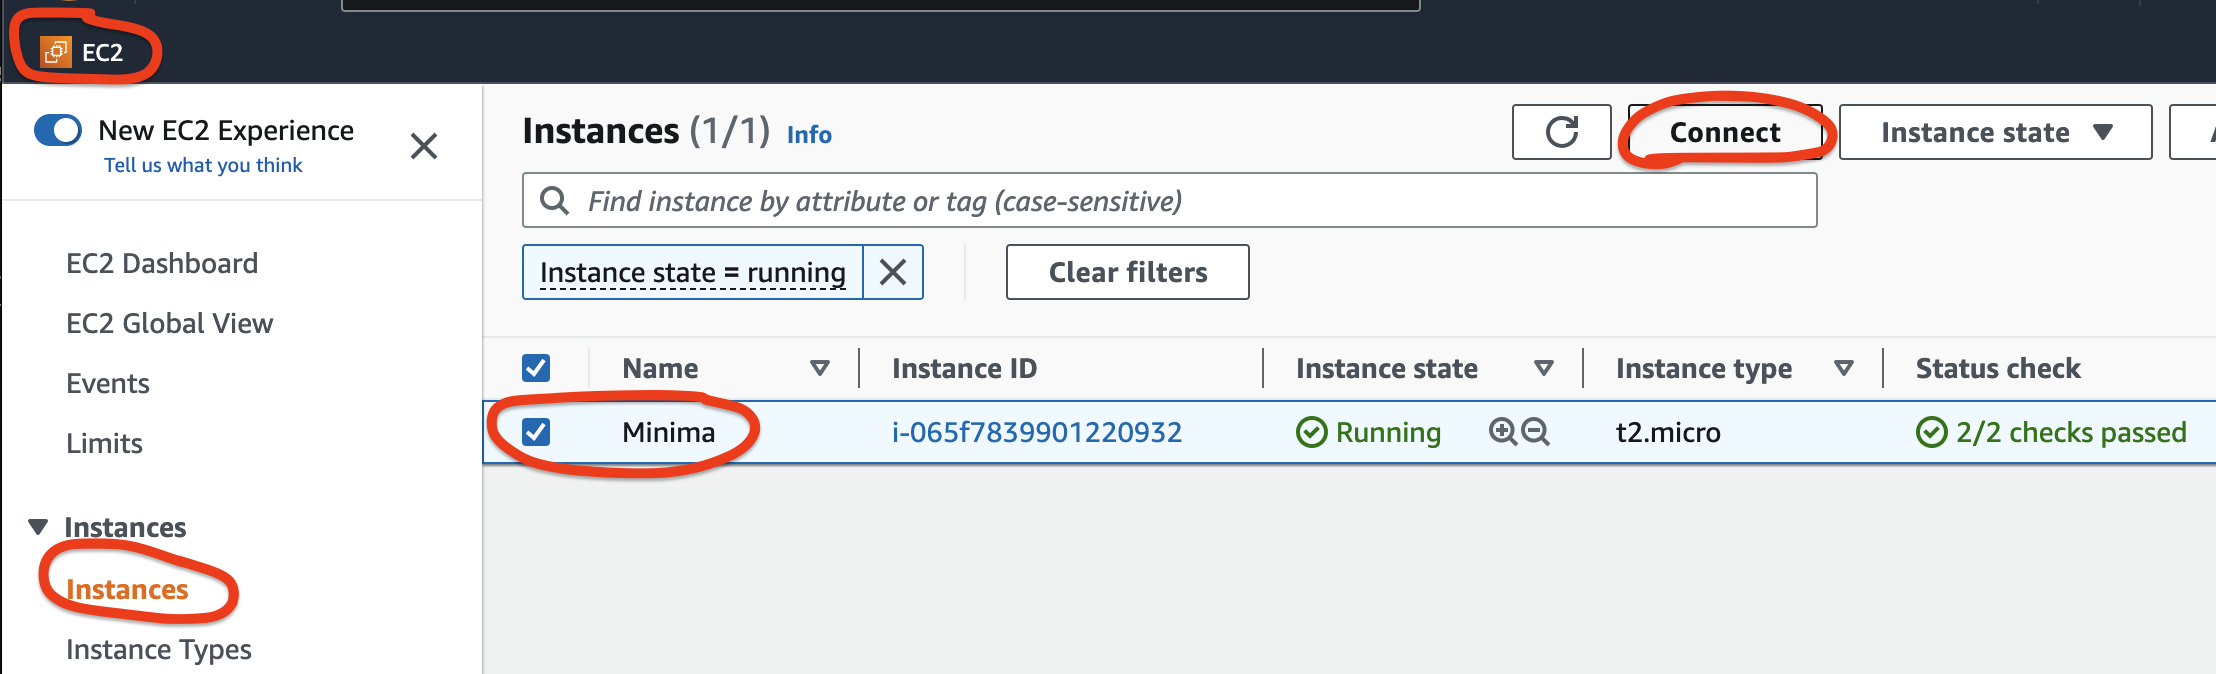 EC2
New EC2 Experience
Tell us what you think
EC2 Dashboard
EC2 Global View
Events
Limits
Instances
Instances
Instance Types
Instances (1/1) Info
Connect
Instance state
Find instance by attribute or tag (case-sensitive)
Instance state = running
Clear filters
Name Instance ID Instance state Instance type Status check
Minima i-065f7839901220932 Running t2.micro 2/2 checks passed